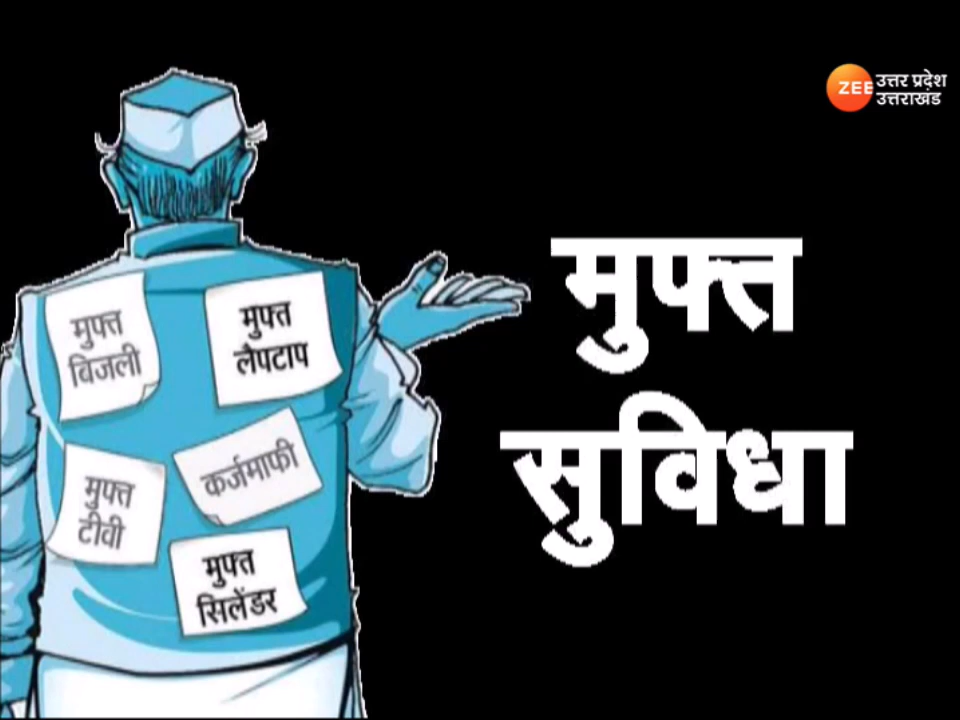 ZEE उत्तर प्रदेश
उत्तराखंड
मुफ्त
सुविधा
मुफ्त
बिजली
मुफ्त
लैपटाप
मुफ्त
टीवी
कर्जमाफी
मुफ्त
सिलेंडर